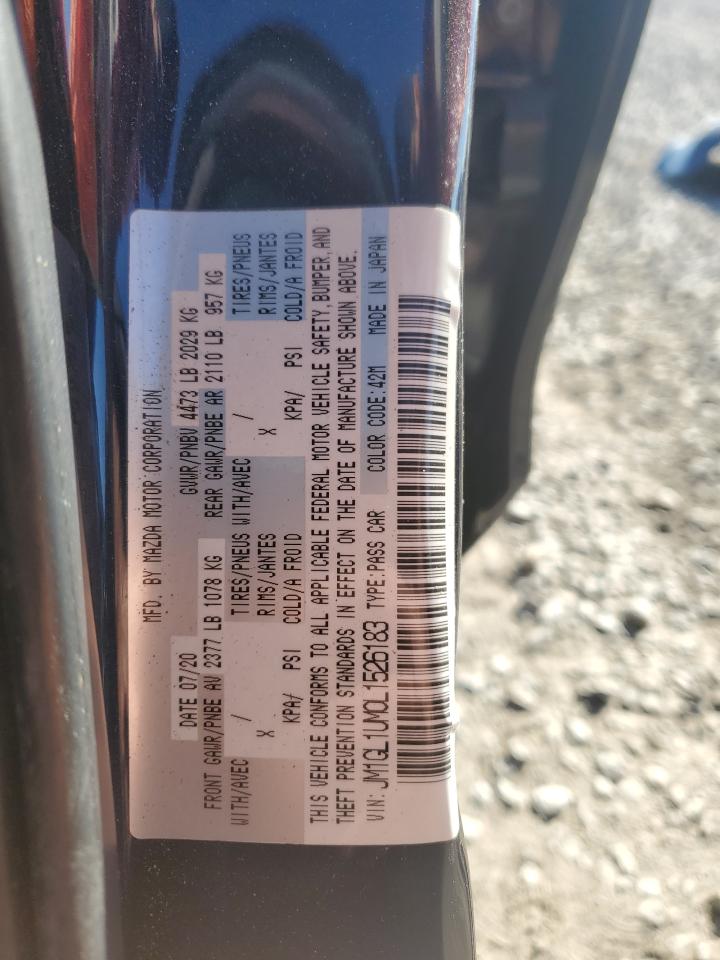 MFD. BY MAZDA MOTOR CORPORATION
DATE 07/20 GVWR/PNBV 4473 LB 2029 KG
FRONT GAWR/PNBE AV 2377 LB 1078 KG REAR GAWR/PNBE AR 2110 LB 957 KG
WITH/AVEC / TIRES/PNEUS WITH/AVEC / TIRES/PNEUS
X RIMS/JANTES X RIMS/JANTES
KPA/ PSI COLD/A FROID KPA/ PSI COLD/A FROID
THIS VEHICLE CONFORMS TO ALL APPLICABLE FEDERAL MOTOR VEHICLE SAFETY, BUMPER, AND
THEFT PREVENTION STANDARDS IN EFFECT ON THE DATE OF MANUFACTURE SHOWN ABOVE.
VIN: JM1GL1UM0L1526183 TYPE:PASS CAR COLOR CODE:42M MADE IN JAPAN